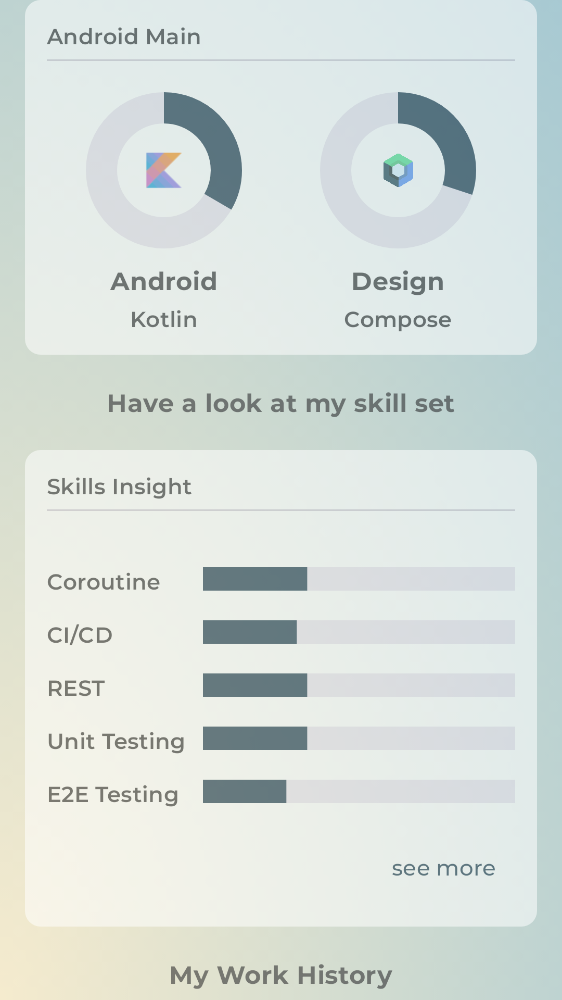 Android Main
Android
Design
Kotlin
Compose
Have a look at my skill set
Skills Insight
Coroutine
CI/CD
REST
Unit Testing
E2E Testing
see more
My Work History